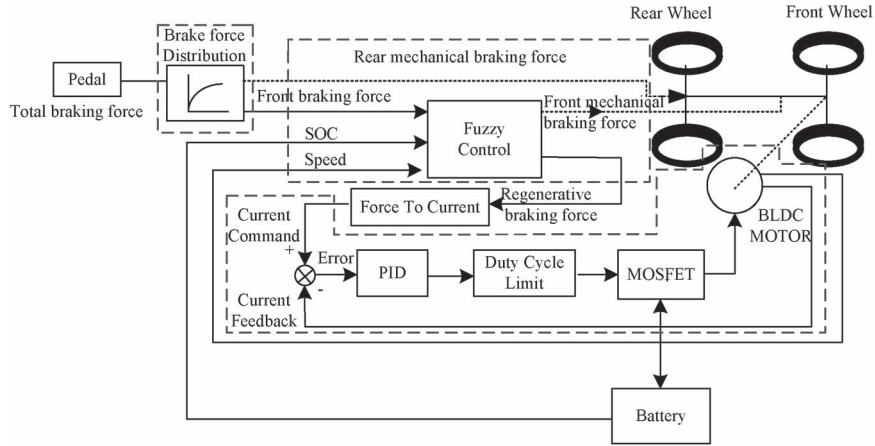 Rear Wheel
Front Wheel
Brake force
Distribution
Rear mechanical braking force
Pedal
Total braking force
Front braking force
Front mechanical
braking force
SOC
Speed
Fuzzy
Control
Force To Current
Regenerative
braking force
BLDC
MOTOR
Current
Command
+
Error
-
PID
Duty Cycle
Limit
MOSFET
Current
Feedback
Battery